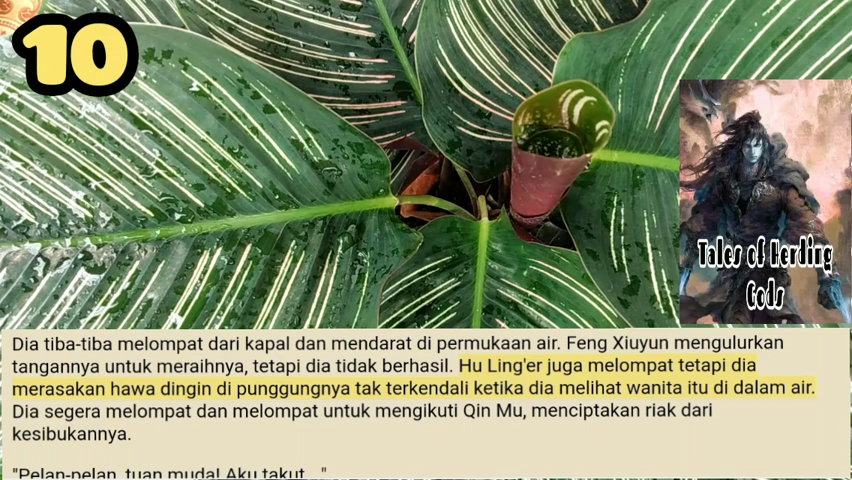 10
Tales of Herding
Gods
Dia tiba-tiba melompat dari kapal dan mendarat di permukaan air. Feng Xiuyun mengulurkan
tangannya untuk meraihnya, tetapi dia tidak berhasil. Hu Ling'er juga melompat tetapi dia
merasakan hawa dingin di punggungnya tak terkendali ketika dia melihat wanita itu di dalam air.
Dia segera melompat dan melompat untuk mengikuti Qin Mu, menciptakan riak dari
kesibukannya.
"Pelan-pelan, tuan muda! Aku takut..."